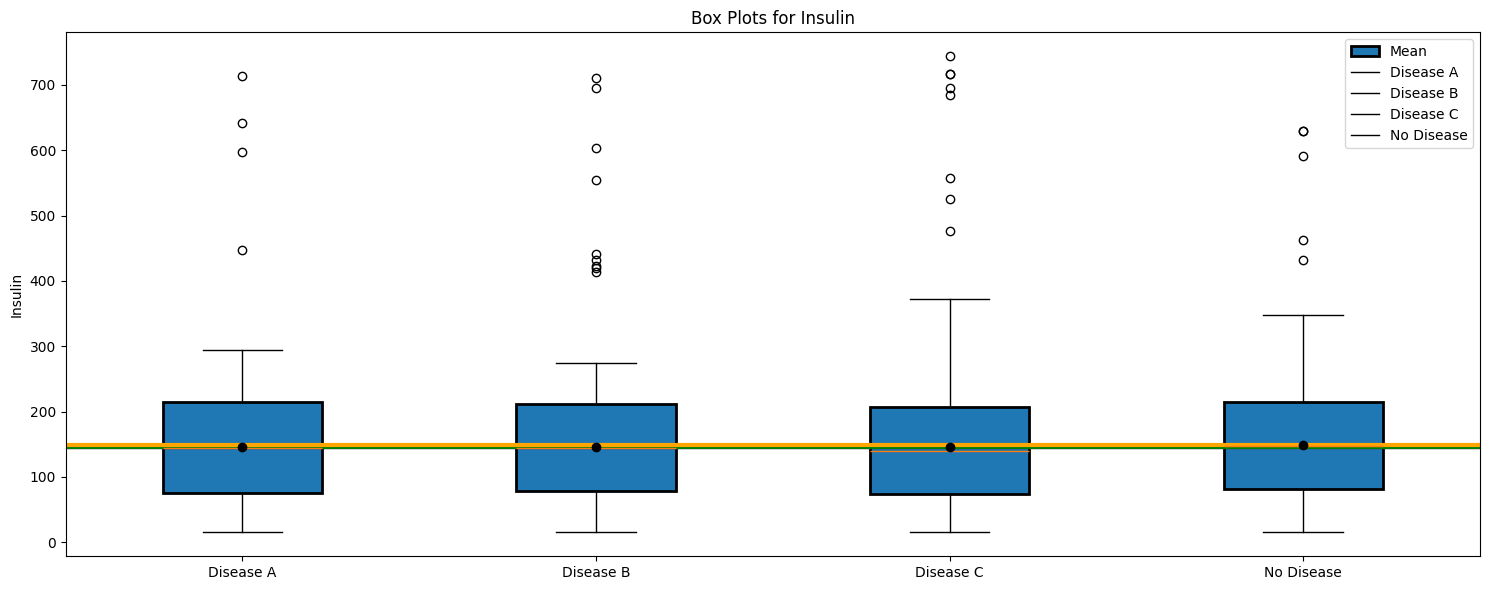 Box Plots for Insulin
Mean
Disease A
Disease B
Disease C
No Disease
700
600
500
400
300
200
100
0
Insulin
Disease A
Disease B
Disease C
No Disease